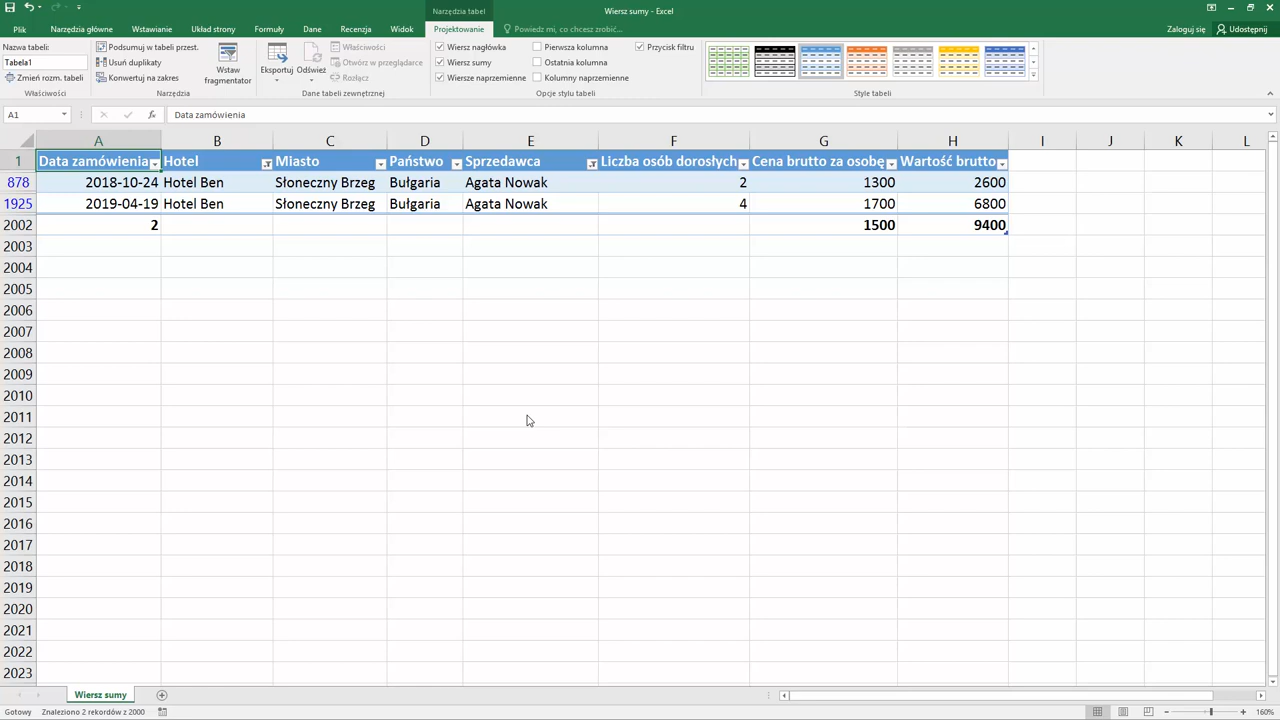 Narzędzia tabel
Wiersz sumy - Excel
Plik Narzędzia główne Wstawianie Układ strony Formuły Dane Recenzja Widok Projektowanie Powiedz mi, co chcesz zrobić... Zaloguj się Udostępnij
Nazwa tabeli:
Tabela1
Zmień rozm. tabeli
Właściwości
Podsumuj w tabeli przest.
Usuń duplikaty
Konwertuj na zakres
Wstaw fragmentator
Narzędzia
Eksportuj Odśwież
Właściwości
Otwórz w przeglądarce
Rozłącz
Dane tabeli zewnętrznej
Wiersz nagłówka Pierwsza kolumna Przycisk filtru
Wiersz sumy Ostatnia kolumna
Wiersze naprzemienne Kolumny naprzemienne
Opcje stylu tabeli
Style tabeli
A1 fx Data zamówienia
A B C D E F G H I J K L
1 Data zamówienia Hotel Miasto Państwo Sprzedawca Liczba osób dorosłych Cena brutto za osobę Wartość brutto
878 2018-10-24 Hotel Ben Słoneczny Brzeg Bułgaria Agata Nowak 2 1300 2600
1925 2019-04-19 Hotel Ben Słoneczny Brzeg Bułgaria Agata Nowak 4 1700 6800
2002 2 1500 9400
2003
2004
2005
2006
2007
2008
2009
2010
2011
2012
2013
2014
2015
2016
2017
2018
2019
2020
2021
2022
2023
Wiersz sumy
Gotowy Znaleziono 2 rekordów z 2000 160%